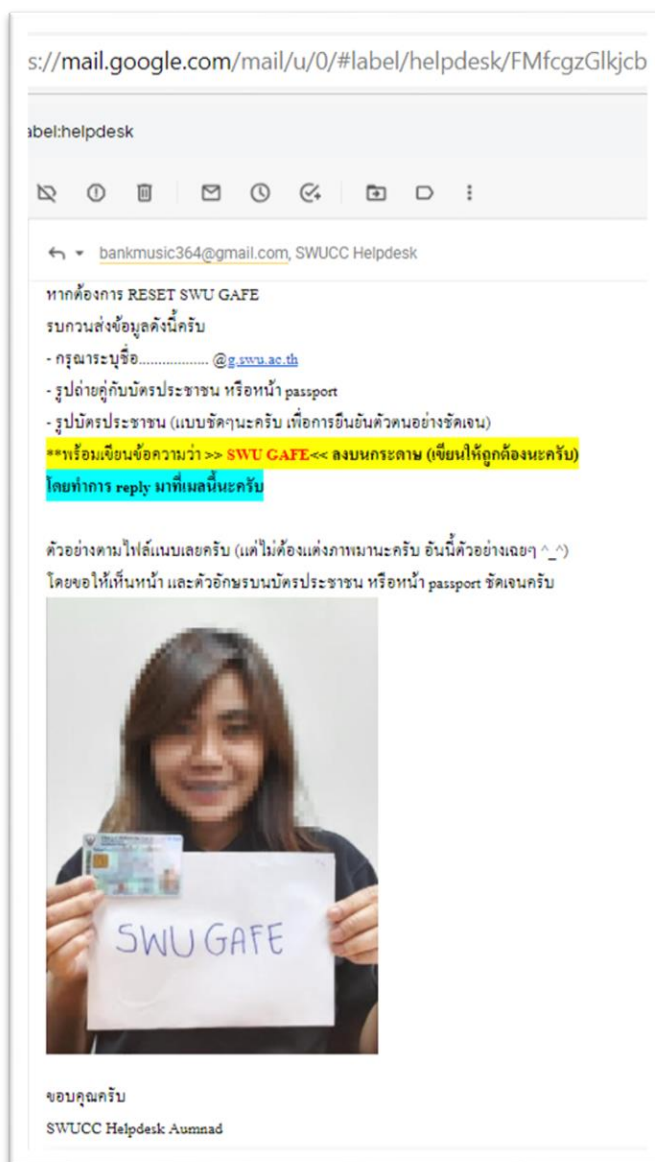 s://mail.google.com/mail/u/0/#label/helpdesk/FMfcgzGlkjcb
abel:helpdesk
bankmusic364@gmail.com, SWUCC Helpdesk
หากต้องการ RESET SWU GAFE
รบกวนส่งข้อมูลดังนี้ครับ
- กรุณาระบุชื่อ.................. @g.swu.ac.th
- รูปถ่ายคู่กับบัตรประชาชน หรือหน้า passport
- รูปบัตรประชาชน (แบบชัดๆนะครับ เพื่อการยืนยันตัวตนอย่างชัดเจน)
**พร้อมเขียนข้อความว่า >> SWU GAFE<< ลงบนกระดาษ (เขียนให้ถูกต้องนะครับ)
โดยทำการ reply มาที่เมลนี้นะครับ
ตัวอย่างตามไฟล์แนบเลยครับ (แต่ไม่ต้องแต่งภาพมานะครับ อันนี้ตัวอย่างเฉยๆ ^_^)
โดยขอให้เห็นหน้า และตัวอักษรบนบัตรประชาชน หรือหน้า passport ชัดเจนครับ
SWU GAFE
ขอบคุณครับ
SWUCC Helpdesk Aumnad